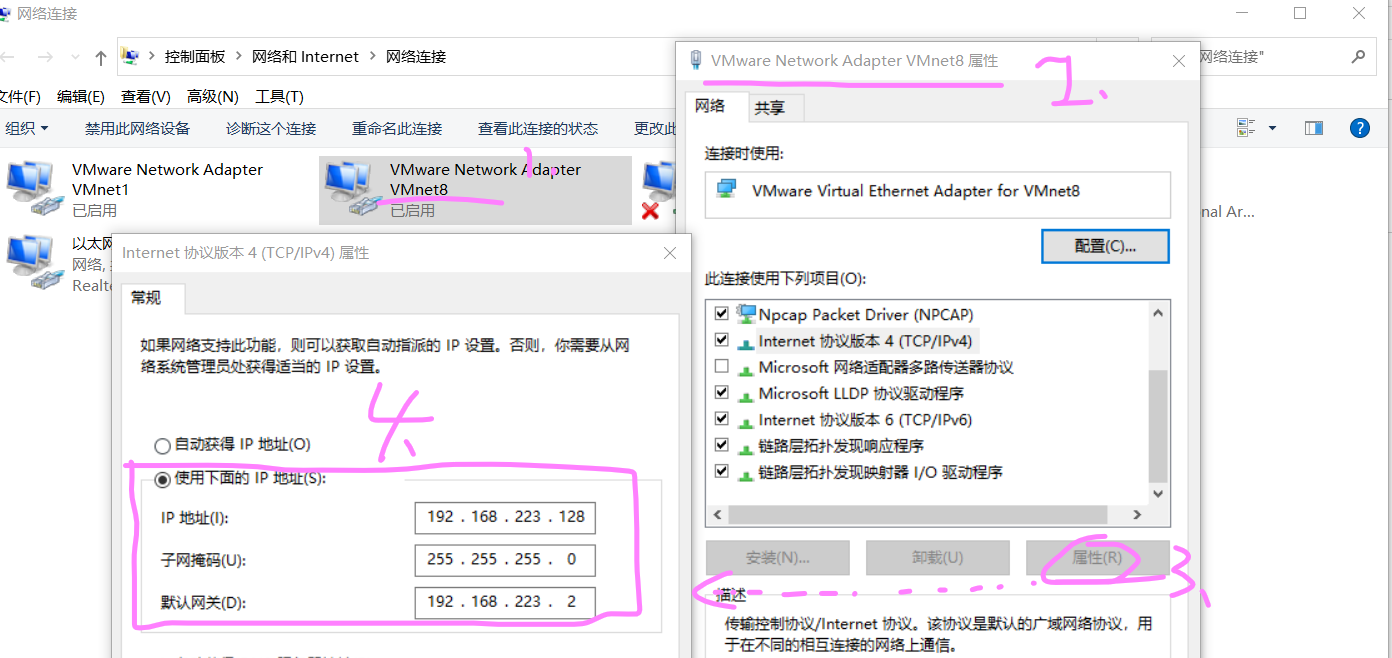 网络连接
控制面板 > 网络和 Internet > 网络连接
网络连接"
文件(F) 编辑(E) 查看(V) 高级(N) 工具(T)
组织 禁用此网络设备 诊断这个连接 重命名此连接 查看此连接的状态 更改此
VMware Network Adapter
VMnet1
已启用
VMware Network Adapter
VMnet8
已启用
1.
nal Ar...
以太网
网络,
Realte
Internet 协议版本 4 (TCP/IPv4) 属性
常规
如果网络支持此功能，则可以获取自动指派的 IP 设置。否则，你需要从网
络系统管理员处获得适当的 IP 设置。
4.
自动获得 IP 地址(O)
使用下面的 IP 地址(S):
IP 地址(I): 192 . 168 . 223 . 128
子网掩码(U): 255 . 255 . 255 . 0
默认网关(D): 192 . 168 . 223 . 2
VMware Network Adapter VMnet8 属性
2.
网络 共享
连接时使用:
VMware Virtual Ethernet Adapter for VMnet8
配置(C)...
此连接使用下列项目(O):
Npcap Packet Driver (NPCAP)
Internet 协议版本 4 (TCP/IPv4)
Microsoft 网络适配器多路传送器协议
Microsoft LLDP 协议驱动程序
Internet 协议版本 6 (TCP/IPv6)
链路层拓扑发现响应程序
链路层拓扑发现映射器 I/O 驱动程序
安装(N)... 卸载(U) 属性(R)
3.
描述
传输控制协议/Internet 协议。该协议是默认的广域网络协议，用
于在不同的相互连接的网络上通信。